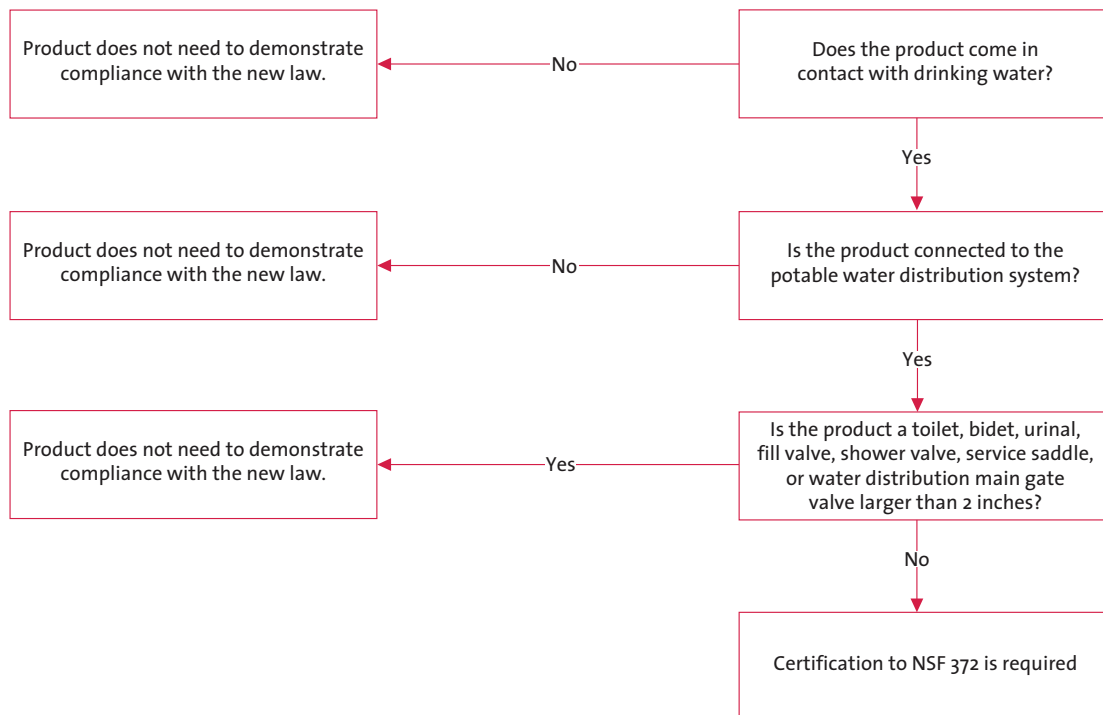 Product does not need to demonstrate
compliance with the new law.
No
Does the product come in
contact with drinking water?
Yes
Product does not need to demonstrate
compliance with the new law.
No
Is the product connected to the
potable water distribution system?
Yes
Product does not need to demonstrate
compliance with the new law.
Yes
Is the product a toilet, bidet, urinal,
fill valve, shower valve, service saddle,
or water distribution main gate
valve larger than 2 inches?
No
Certification to NSF 372 is required